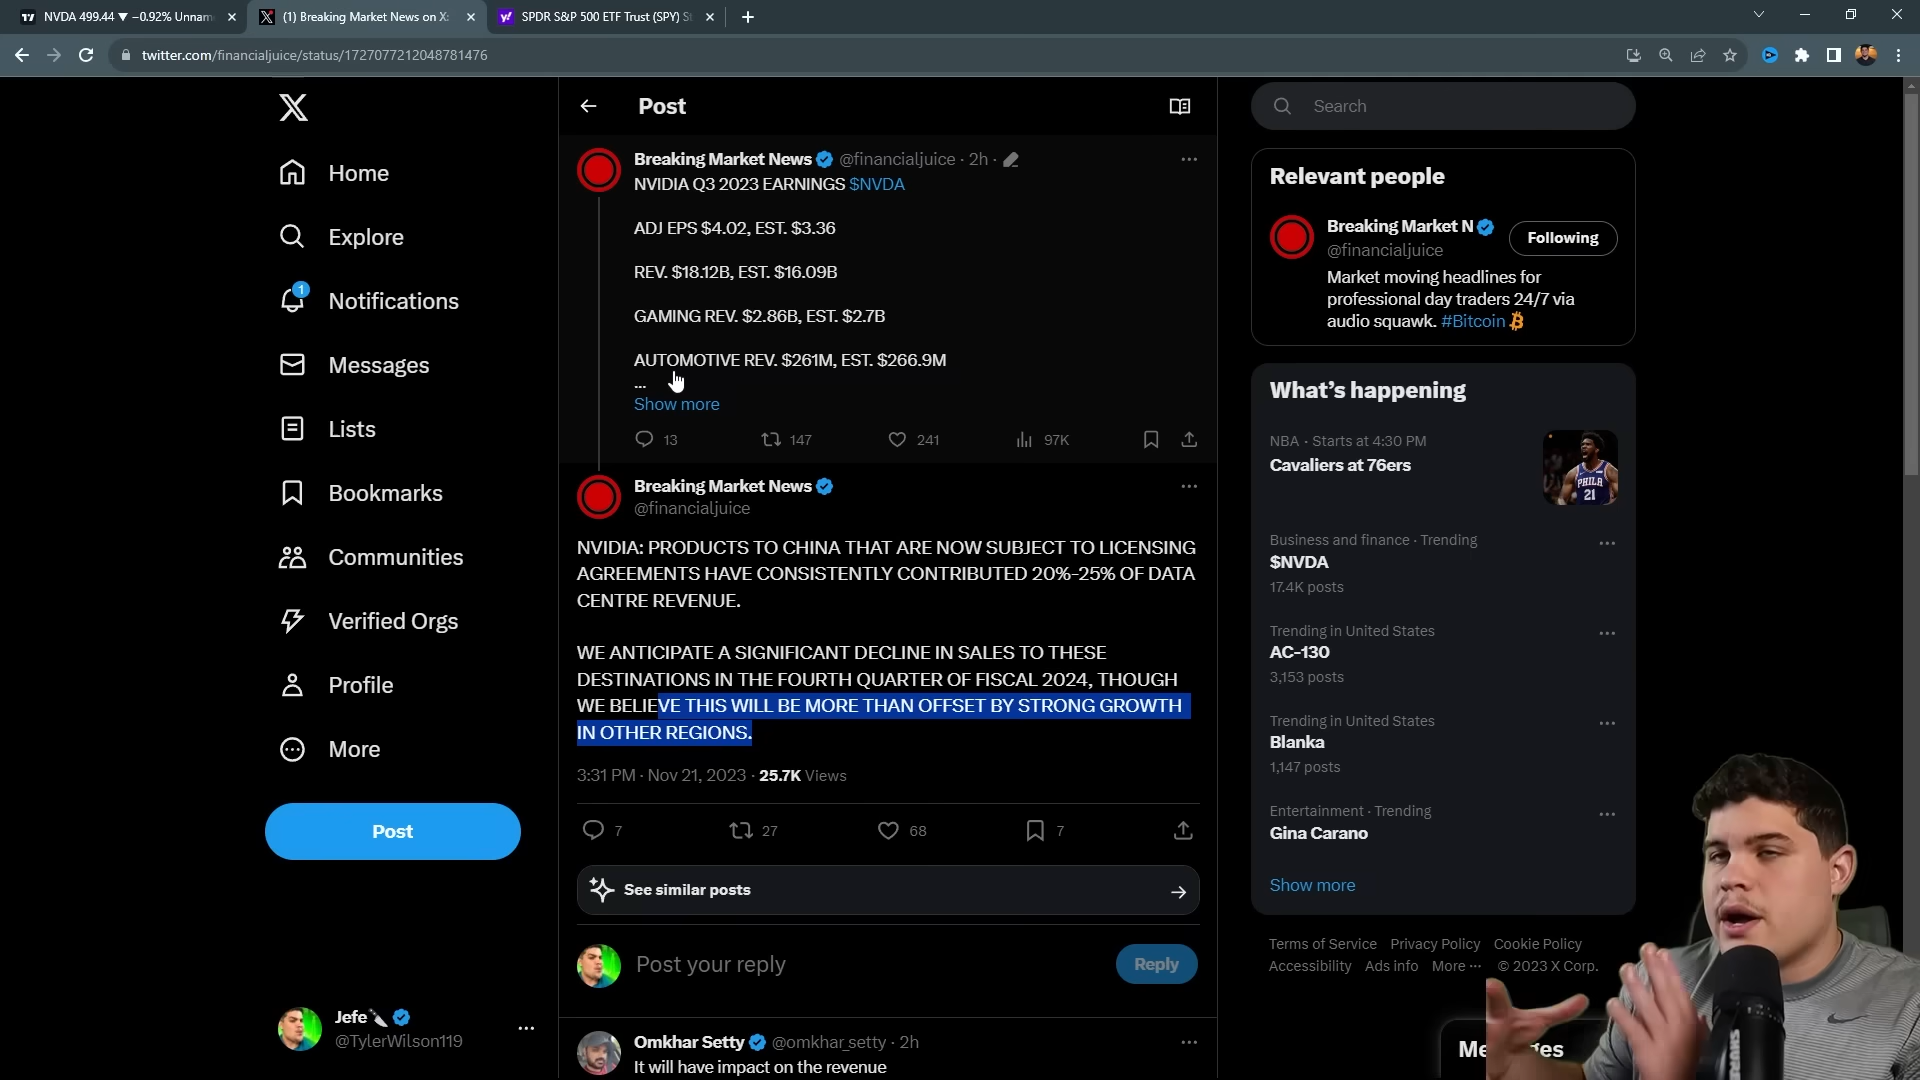 NVDA 499.44 ▼ −0.92% Unnam
(1) Breaking Market News on X:
SPDR S&P 500 ETF Trust (SPY) St
twitter.com/financialjuice/status/1727077212048781476
Home
Explore
1
Notifications
Messages
Lists
Bookmarks
Communities
Verified Orgs
Profile
More
Post
Jefe
@TylerWilson119
Post
Breaking Market News @financialjuice · 2h ·
NVIDIA Q3 2023 EARNINGS $NVDA
ADJ EPS $4.02, EST. $3.36
REV. $18.12B, EST. $16.09B
GAMING REV. $2.86B, EST. $2.7B
AUTOMOTIVE REV. $261M, EST. $266.9M
...
Show more
13 147 241 97K
Breaking Market News
@financialjuice
NVIDIA: PRODUCTS TO CHINA THAT ARE NOW SUBJECT TO LICENSING
AGREEMENTS HAVE CONSISTENTLY CONTRIBUTED 20%-25% OF DATA
CENTRE REVENUE.
WE ANTICIPATE A SIGNIFICANT DECLINE IN SALES TO THESE
DESTINATIONS IN THE FOURTH QUARTER OF FISCAL 2024, THOUGH
WE BELIEVE THIS WILL BE MORE THAN OFFSET BY STRONG GROWTH
IN OTHER REGIONS.
3:31 PM · Nov 21, 2023 · 25.7K Views
7 27 68 7
See similar posts
Post your reply
Reply
Omkhar Setty @omkhar_setty · 2h
It will have impact on the revenue
Search
Relevant people
Breaking Market N
@financialjuice
Following
Market moving headlines for
professional day traders 24/7 via
audio squawk. #Bitcoin
What's happening
NBA · Starts at 4:30 PM
Cavaliers at 76ers
PHILA
21
Business and finance · Trending
$NVDA
17.4K posts
Trending in United States
AC-130
3,153 posts
Trending in United States
Blanka
1,147 posts
Entertainment · Trending
Gina Carano
Show more
Terms of Service Privacy Policy Cookie Policy
Accessibility Ads info More ··· © 2023 X Corp.